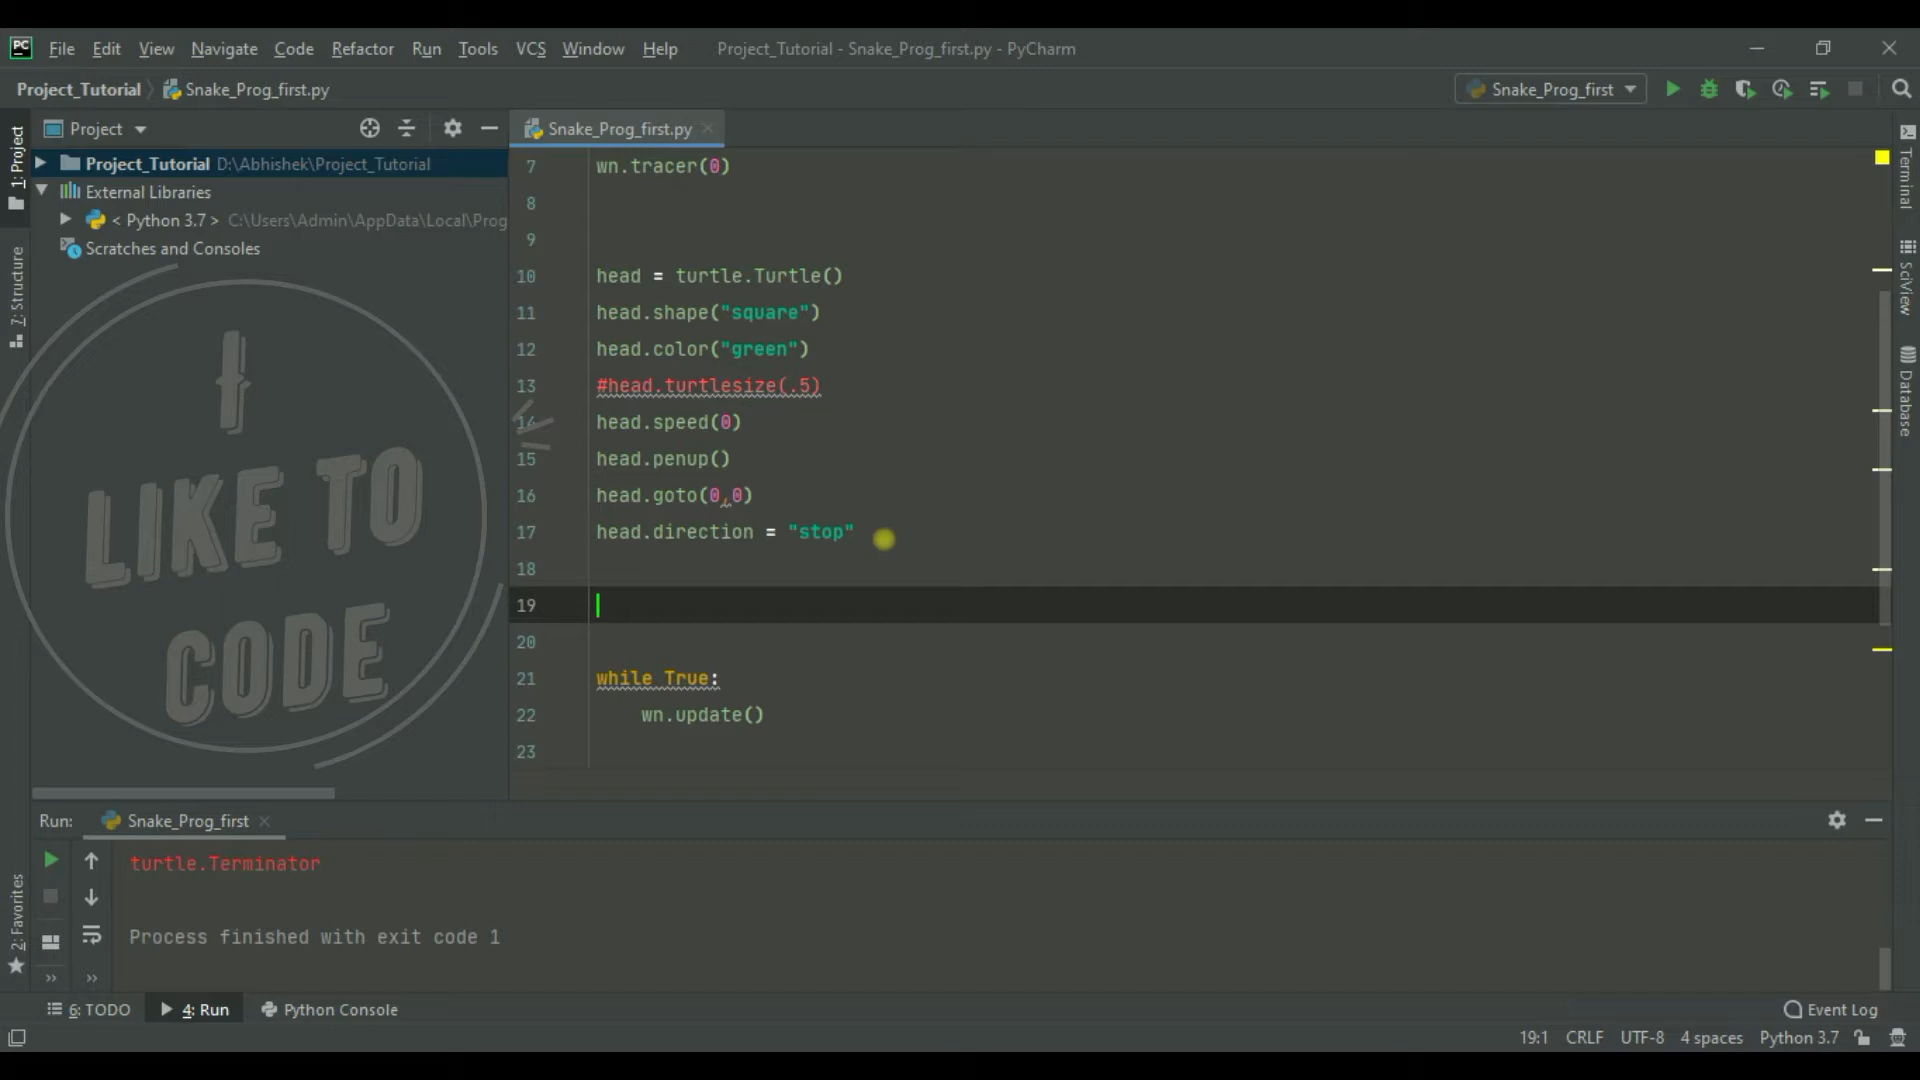 PC File Edit View Navigate Code Refactor Run Tools VCS Window Help Project_Tutorial - Snake_Prog_first.py - PyCharm
Project_Tutorial Snake_Prog_first.py Snake_Prog_first
Project Snake_Prog_first.py
1: Project
7: Structure
2: Favorites
Project_Tutorial D:\Abhishek\Project_Tutorial
External Libraries
< Python 3.7 > C:\Users\Admin\AppData\Local\Prog
Scratches and Consoles
I
LIKE TO
CODE
7 wn.tracer(0)
8
9
10 head = turtle.Turtle()
11 head.shape("square")
12 head.color("green")
13 #head.turtlesize(.5)
14 head.speed(0)
15 head.penup()
16 head.goto(0,0)
17 head.direction = "stop"
18
19
20
21 while True:
22 wn.update()
23
Terminal
SciView
Database
Run: Snake_Prog_first
turtle.Terminator
Process finished with exit code 1
6: TODO 4: Run Python Console Event Log
19:1 CRLF UTF-8 4 spaces Python 3.7